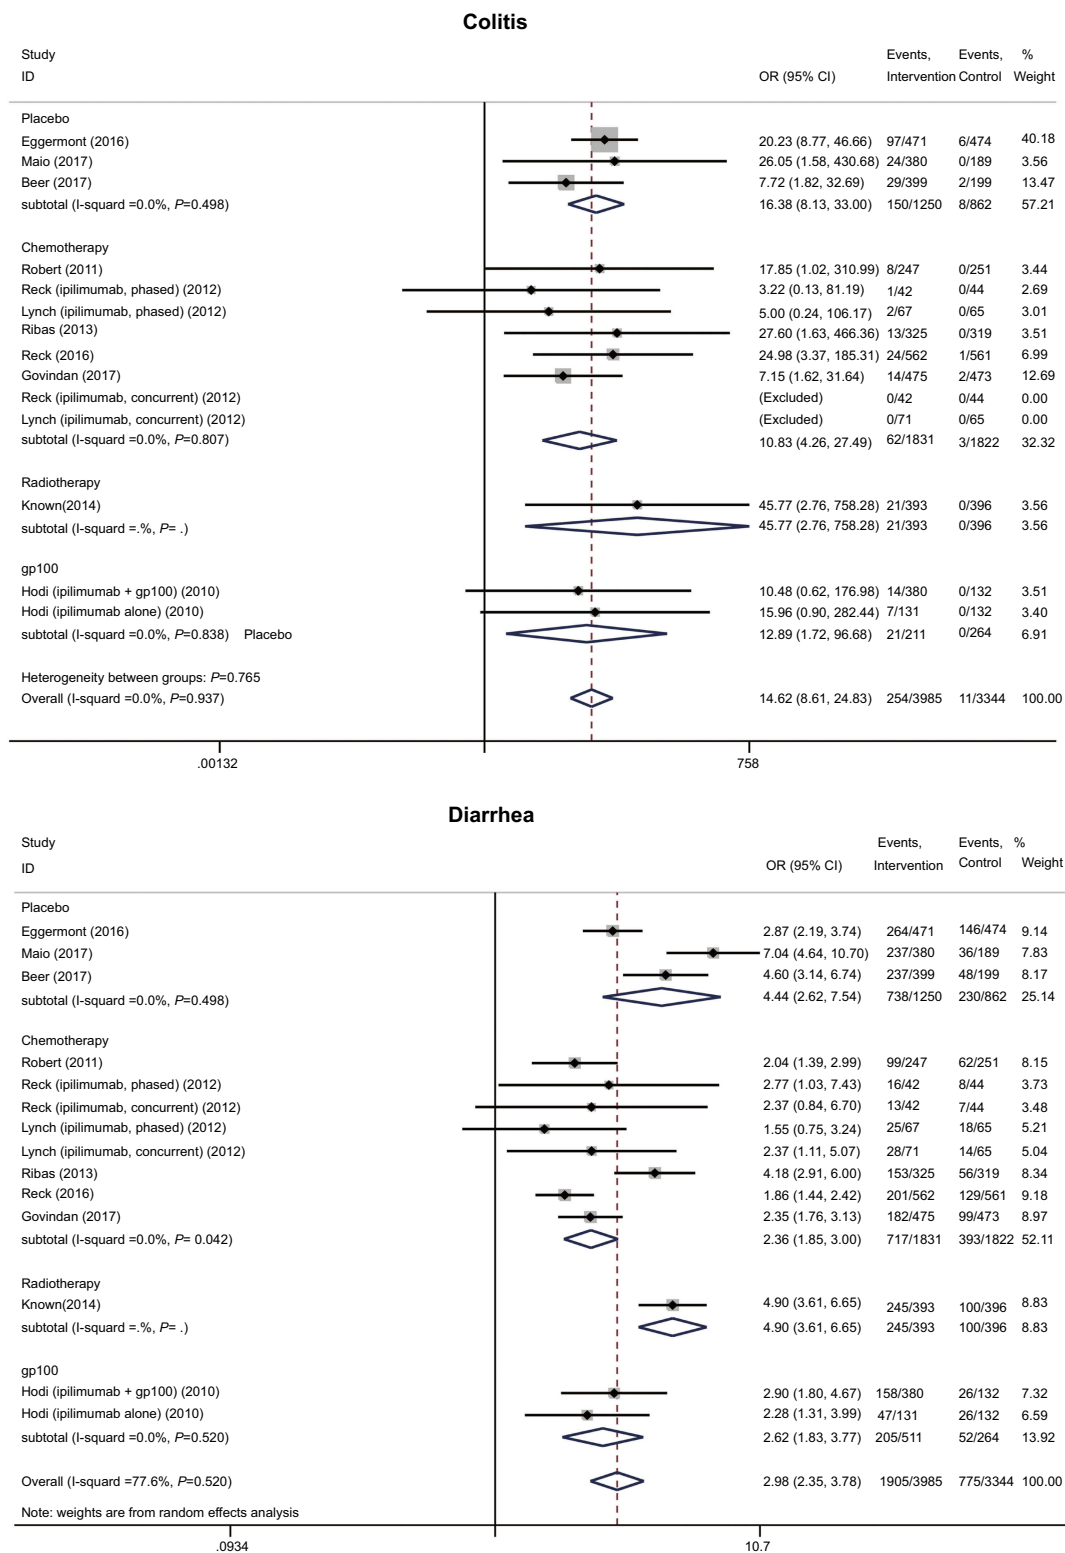 Colitis
Study Events, Events, %
ID OR (95% CI) Intervention Control Weight
Placebo
Eggermont (2016) 20.23 (8.77, 46.66) 97/471 6/474 40.18
Maio (2017) 26.05 (1.58, 430.68) 24/380 0/189 3.56
Beer (2017) 7.72 (1.82, 32.69) 29/399 2/199 13.47
subtotal (I-squard =0.0%, P=0.498) 16.38 (8.13, 33.00) 150/1250 8/862 57.21
Chemotherapy
Robert (2011) 17.85 (1.02, 310.99) 8/247 0/251 3.44
Reck (ipilimumab, phased) (2012) 3.22 (0.13, 81.19) 1/42 0/44 2.69
Lynch (ipilimumab, phased) (2012) 5.00 (0.24, 106.17) 2/67 0/65 3.01
Ribas (2013) 27.60 (1.63, 466.36) 13/325 0/319 3.51
Reck (2016) 24.98 (3.37, 185.31) 24/562 1/561 6.99
Govindan (2017) 7.15 (1.62, 31.64) 14/475 2/473 12.69
Reck (ipilimumab, concurrent) (2012) (Excluded) 0/42 0/44 0.00
Lynch (ipilimumab, concurrent) (2012) (Excluded) 0/71 0/65 0.00
subtotal (I-squard =0.0%, P=0.807) 10.83 (4.26, 27.49) 62/1831 3/1822 32.32
Radiotherapy
Known(2014) 45.77 (2.76, 758.28) 21/393 0/396 3.56
subtotal (I-squard =.%, P= .) 45.77 (2.76, 758.28) 21/393 0/396 3.56
gp100
Hodi (ipilimumab + gp100) (2010) 10.48 (0.62, 176.98) 14/380 0/132 3.51
Hodi (ipilimumab alone) (2010) 15.96 (0.90, 282.44) 7/131 0/132 3.40
subtotal (I-squard =0.0%, P=0.838) Placebo 12.89 (1.72, 96.68) 21/211 0/264 6.91
Heterogeneity between groups: P=0.765
Overall (I-squard =0.0%, P=0.937) 14.62 (8.61, 24.83) 254/3985 11/3344 100.00
.00132 758
Diarrhea
Study Events, Events, %
ID OR (95% CI) Intervention Control Weight
Placebo
Eggermont (2016) 2.87 (2.19, 3.74) 264/471 146/474 9.14
Maio (2017) 7.04 (4.64, 10.70) 237/380 36/189 7.83
Beer (2017) 4.60 (3.14, 6.74) 237/399 48/199 8.17
subtotal (I-squard =0.0%, P=0.498) 4.44 (2.62, 7.54) 738/1250 230/862 25.14
Chemotherapy
Robert (2011) 2.04 (1.39, 2.99) 99/247 62/251 8.15
Reck (ipilimumab, phased) (2012) 2.77 (1.03, 7.43) 16/42 8/44 3.73
Reck (ipilimumab, concurrent) (2012) 2.37 (0.84, 6.70) 13/42 7/44 3.48
Lynch (ipilimumab, phased) (2012) 1.55 (0.75, 3.24) 25/67 18/65 5.21
Lynch (ipilimumab, concurrent) (2012) 2.37 (1.11, 5.07) 28/71 14/65 5.04
Ribas (2013) 4.18 (2.91, 6.00) 153/325 56/319 8.34
Reck (2016) 1.86 (1.44, 2.42) 201/562 129/561 9.18
Govindan (2017) 2.35 (1.76, 3.13) 182/475 99/473 8.97
subtotal (I-squard =0.0%, P= 0.042) 2.36 (1.85, 3.00) 717/1831 393/1822 52.11
Radiotherapy
Known(2014) 4.90 (3.61, 6.65) 245/393 100/396 8.83
subtotal (I-squard =.%, P= .) 4.90 (3.61, 6.65) 245/393 100/396 8.83
gp100
Hodi (ipilimumab + gp100) (2010) 2.90 (1.80, 4.67) 158/380 26/132 7.32
Hodi (ipilimumab alone) (2010) 2.28 (1.31, 3.99) 47/131 26/132 6.59
subtotal (I-squard =0.0%, P=0.520) 2.62 (1.83, 3.77) 205/511 52/264 13.92
Overall (I-squard =77.6%, P=0.520) 2.98 (2.35, 3.78) 1905/3985 775/3344 100.00
Note: weights are from random effects analysis
.0934 10.7